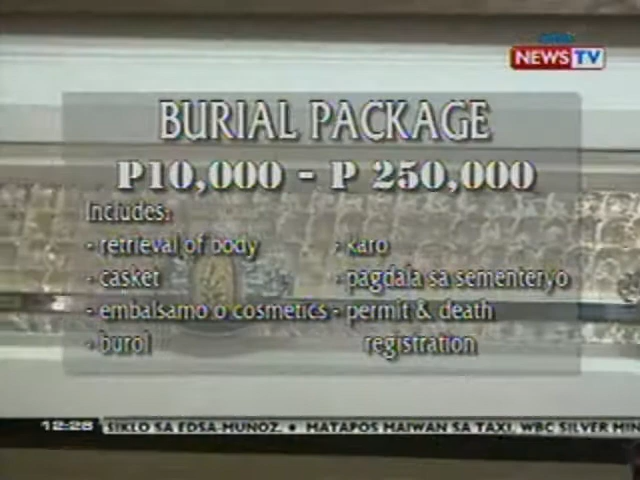 NEWS TV
BURIAL PACKAGE
P10,000 - P 250,000
Includes:
- retrieval of body
- casket
- embalsamo o cosmetics
- burol
- karo
- pagdala sa sementeryo
- permit & death
registration
12:28 SIKLO SA EDSA-MUNOZ. • MATAPOS MAIWAN SA TAXI, WBC SILVER MIN